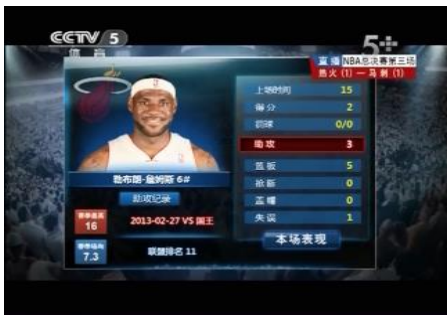 CCTV 5
体育
5+
直播 NBA总决赛第三场
热火 (1) — 马刺 (1)
上场时间 15
得分 2
罚球 0/0
助攻 3
篮板 5
抢断 0
盖帽 0
失误 1
本场表现
勒布朗-詹姆斯 6#
助攻纪录
赛季最高 16
2013-02-27 VS 国王
赛季场均 7.3
联盟排名 11